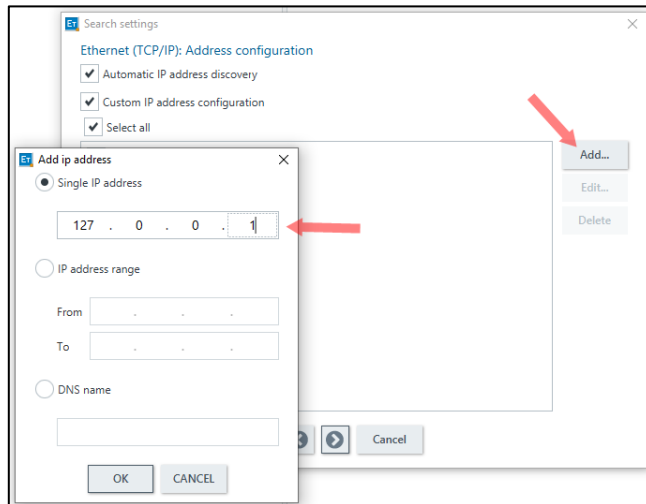 ET Search settings
Ethernet (TCP/IP): Address configuration
Automatic IP address discovery
Custom IP address configuration
Select all
Add...
Edit...
Delete
Cancel
ET Add ip address
Single IP address
127 . 0 . 0 . 1
IP address range
From . . .
To . . .
DNS name
OK CANCEL